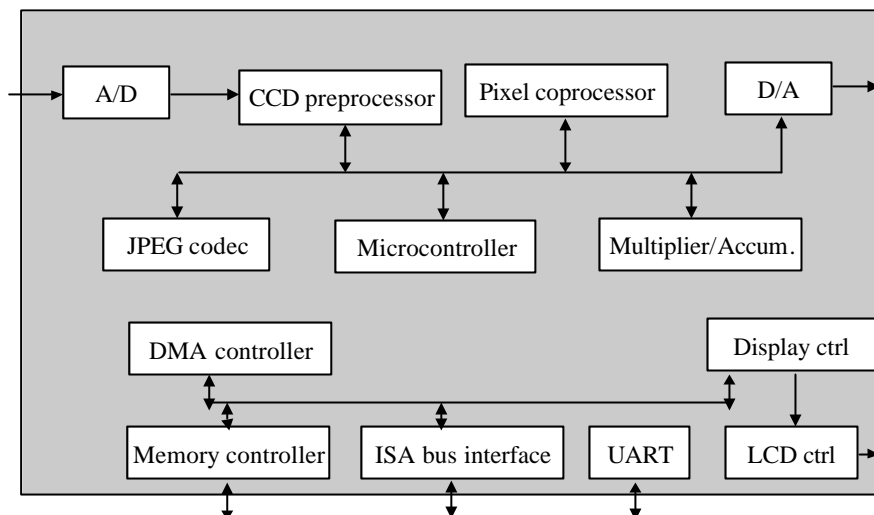 A/D
CCD preprocessor
Pixel coprocessor
D/A
JPEG codec
Microcontroller
Multiplier/Accum.
DMA controller
Display ctrl
Memory controller
ISA bus interface
UART
LCD ctrl